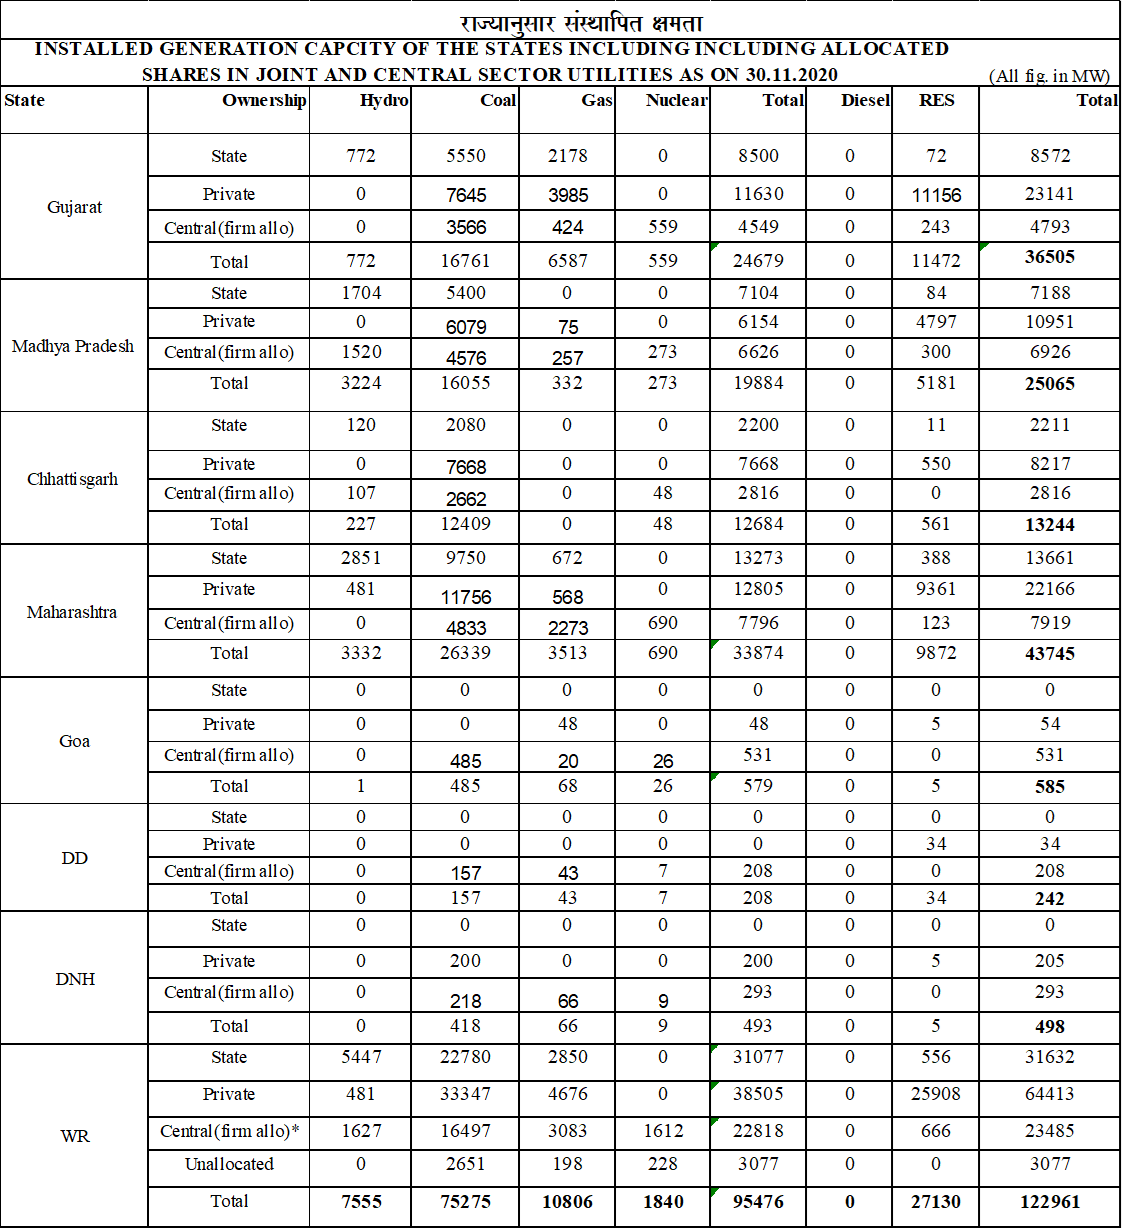 राज्यानुसार संस्थापित क्षमता
INSTALLED GENERATION CAPCITY OF THE STATES INCLUDING INCLUDING ALLOCATED
SHARES IN JOINT AND CENTRAL SECTOR UTILITIES AS ON 30.11.2020 (All fig. in MW)
State Ownership Hydro Coal Gas Nuclear Total Diesel RES Total
Gujarat
State 772 5550 2178 0 8500 0 72 8572
Private 0 7645 3985 0 11630 0 11156 23141
Central(firm allo) 0 3566 424 559 4549 0 243 4793
Total 772 16761 6587 559 24679 0 11472 36505
Madhya Pradesh
State 1704 5400 0 0 7104 0 84 7188
Private 0 6079 75 0 6154 0 4797 10951
Central(firm allo) 1520 4576 257 273 6626 0 300 6926
Total 3224 16055 332 273 19884 0 5181 25065
Chhattisgarh
State 120 2080 0 0 2200 0 11 2211
Private 0 7668 0 0 7668 0 550 8217
Central(firm allo) 107 2662 0 48 2816 0 0 2816
Total 227 12409 0 48 12684 0 561 13244
Maharashtra
State 2851 9750 672 0 13273 0 388 13661
Private 481 11756 568 0 12805 0 9361 22166
Central(firm allo) 0 4833 2273 690 7796 0 123 7919
Total 3332 26339 3513 690 33874 0 9872 43745
Goa
State 0 0 0 0 0 0 0 0
Private 0 0 48 0 48 0 5 54
Central(firm allo) 0 485 20 26 531 0 0 531
Total 1 485 68 26 579 0 5 585
DD
State 0 0 0 0 0 0 0 0
Private 0 0 0 0 0 0 34 34
Central(firm allo) 0 157 43 7 208 0 0 208
Total 0 157 43 7 208 0 34 242
DNH
State 0 0 0 0 0 0 0 0
Private 0 200 0 0 200 0 5 205
Central(firm allo) 0 218 66 9 293 0 0 293
Total 0 418 66 9 493 0 5 498
WR
State 5447 22780 2850 0 31077 0 556 31632
Private 481 33347 4676 0 38505 0 25908 64413
Central(firm allo)* 1627 16497 3083 1612 22818 0 666 23485
Unallocated 0 2651 198 228 3077 0 0 3077
Total 7555 75275 10806 1840 95476 0 27130 122961